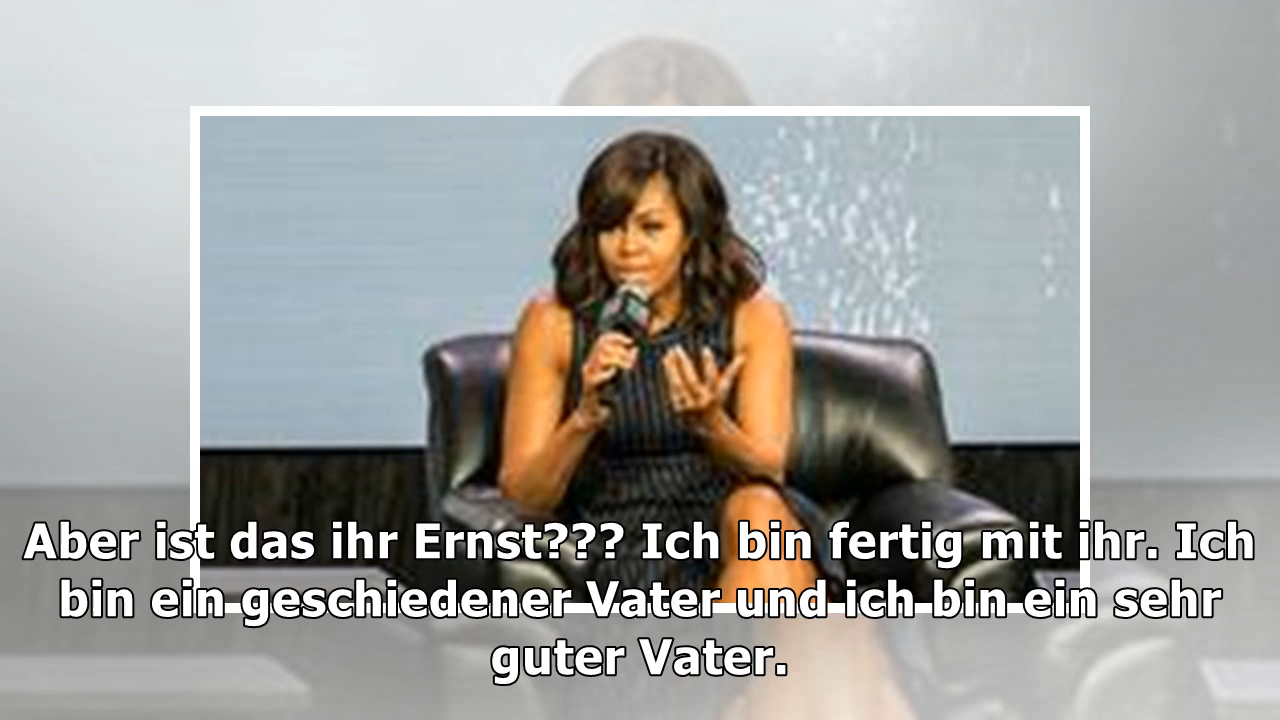 Aber ist das ihr Ernst??? Ich bin fertig mit ihr. Ich
bin ein geschiedener Vater und ich bin ein sehr
guter Vater.